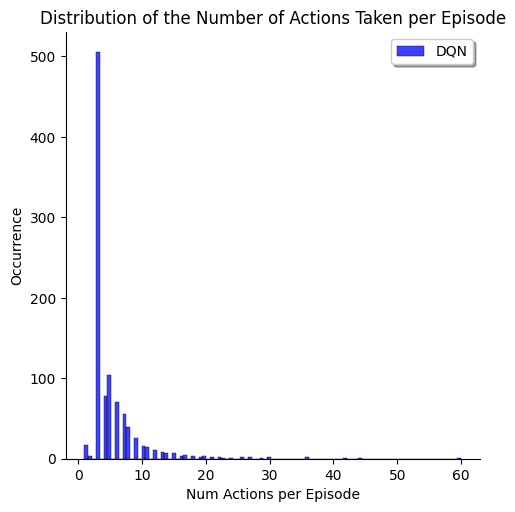 Distribution of the Number of Actions Taken per Episode
DQN
500
400
300
200
100
0
Occurrence
0 10 20 30 40 50 60
Num Actions per Episode